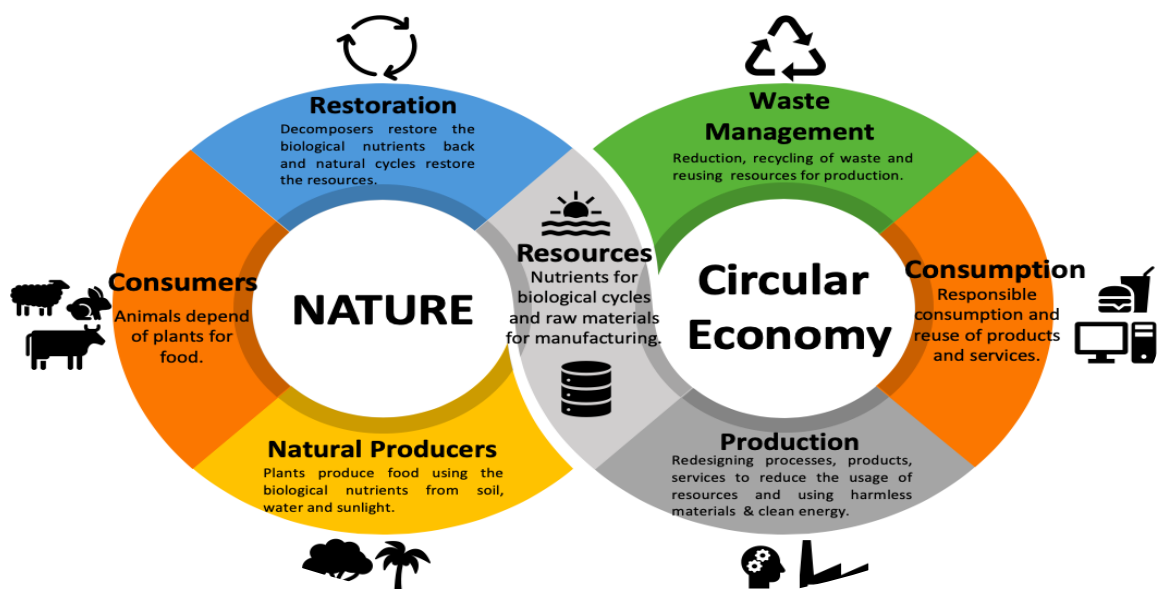 Restoration
Decomposers restore the
biological nutrients back
and natural cycles restore
the resources.
Waste
Management
Reduction, recycling of waste and
reusing resources for production.
Consumers
Animals depend
of plants for
food.
NATURE
Resources
Nutrients for
biological cycles
and raw materials
for manufacturing.
Circular
Economy
Consumption
Responsible
consumption and
reuse of products
and services.
Natural Producers
Plants produce food using the
biological nutrients from soil,
water and sunlight.
Production
Redesigning processes, products,
services to reduce the usage of
resources and using harmless
materials & clean energy.